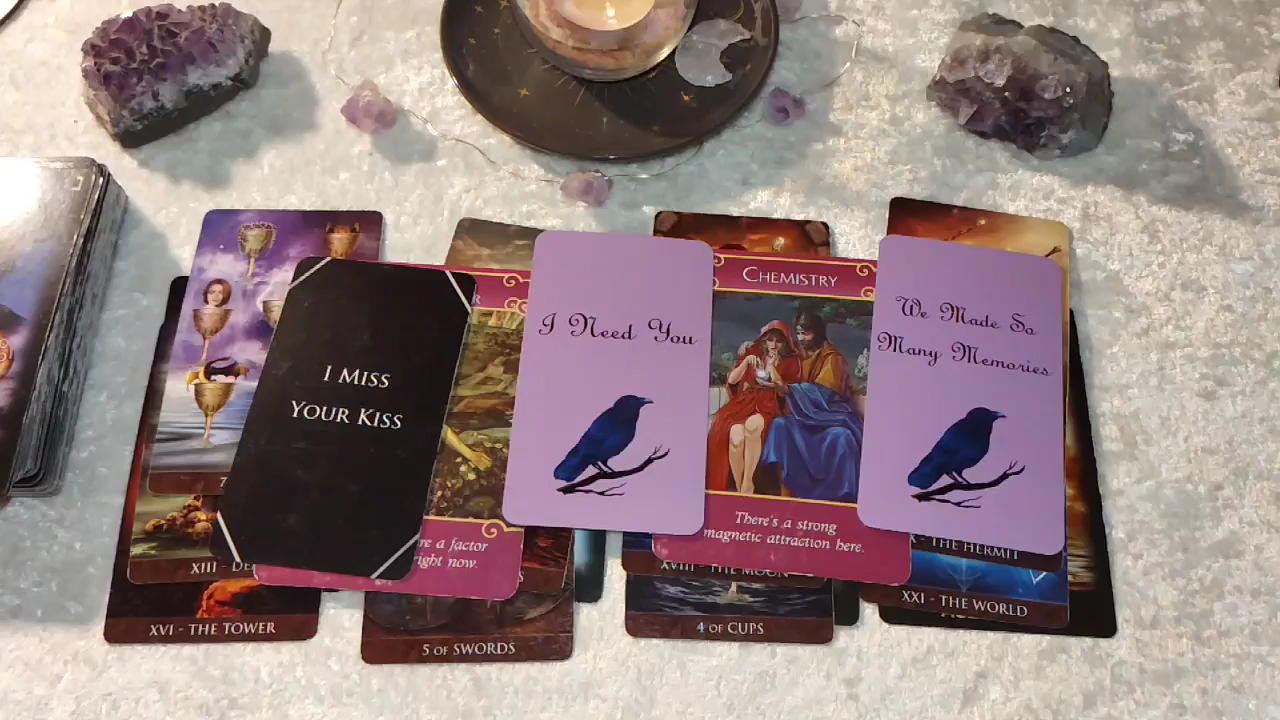 I MISS
YOUR KISS
I Need You
CHEMISTRY
There's a strong
magnetic attraction here.
We Made So
Many Memories
re a factor
right now.
XIII - DE
XVI - THE TOWER
5 OF SWORDS
XVIII - THE MOON
4 OF CUPS
THE HERMIT
XXI - THE WORLD